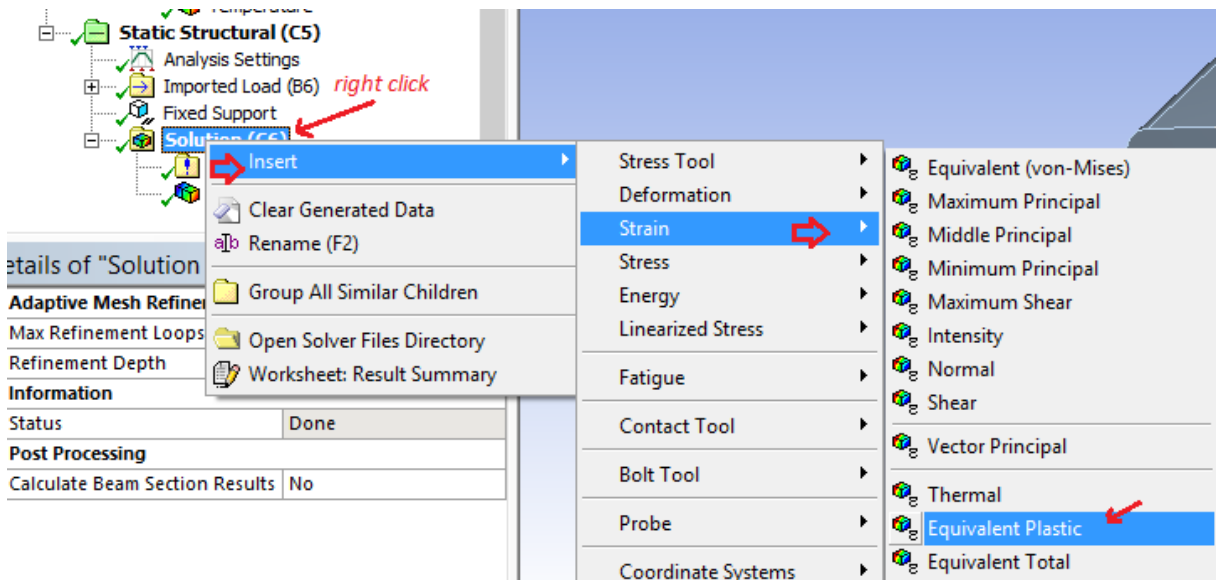 Temperature
Static Structural (C5)
Analysis Settings
Imported Load (B6) right click
Fixed Support
Solution (C6)
Insert
Clear Generated Data
Rename (F2)
Group All Similar Children
Open Solver Files Directory
Worksheet: Result Summary
Stress Tool
Deformation
Strain
Stress
Energy
Linearized Stress
Fatigue
Contact Tool
Bolt Tool
Probe
Coordinate Systems
Equivalent (von-Mises)
Maximum Principal
Middle Principal
Minimum Principal
Maximum Shear
Intensity
Normal
Shear
Vector Principal
Thermal
Equivalent Plastic
Equivalent Total
etails of "Solution
Adaptive Mesh Refiner
Max Refinement Loops
Refinement Depth
Information
Status Done
Post Processing
Calculate Beam Section Results No